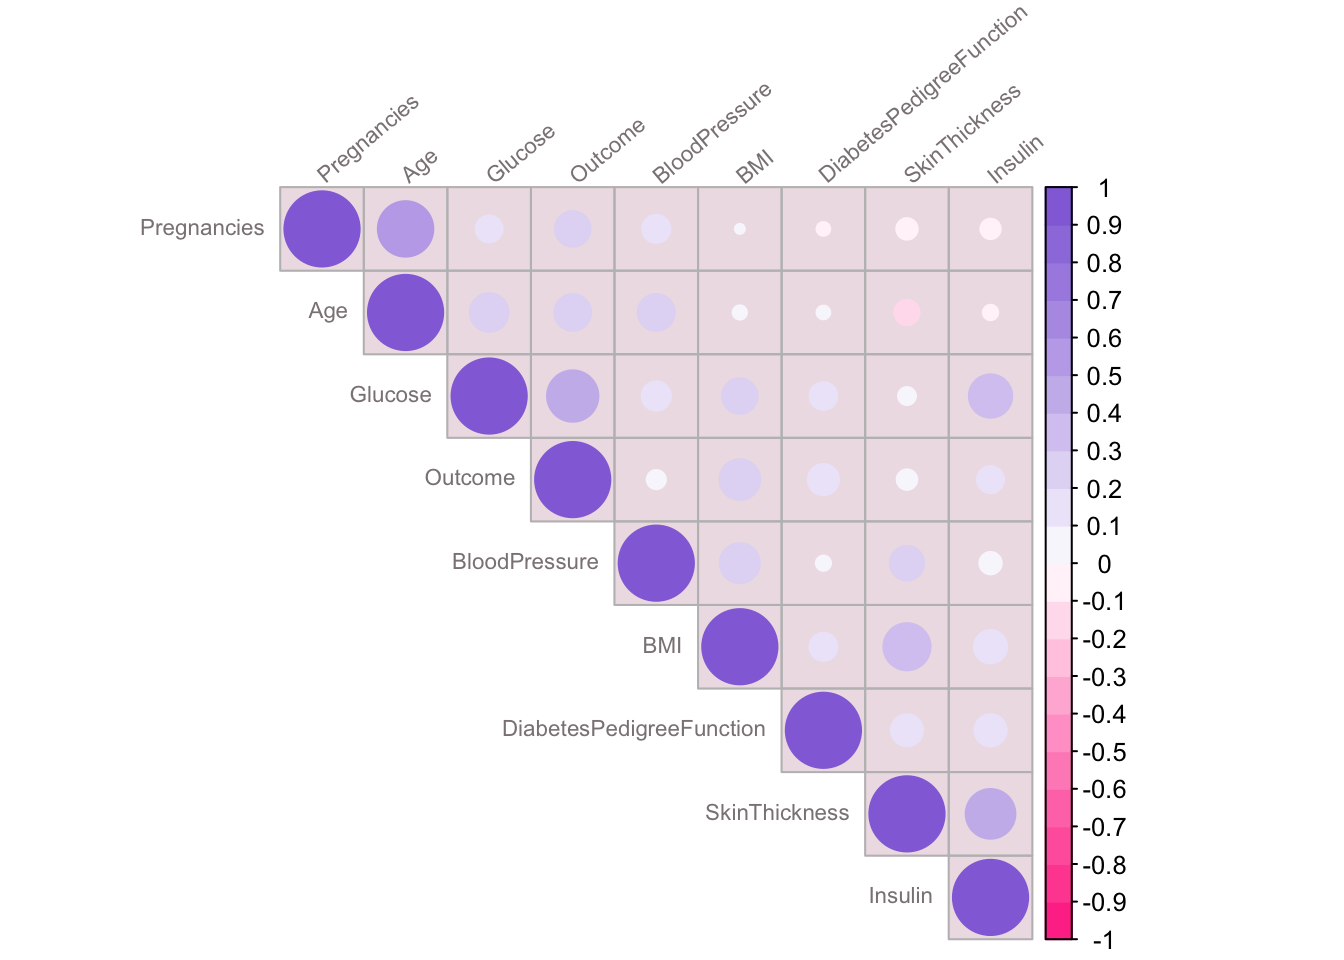 Pregnancies
Age
Glucose
Outcome
BloodPressure
BMI
DiabetesPedigreeFunction
SkinThickness
Insulin
Pregnancies
Age
Glucose
Outcome
BloodPressure
BMI
DiabetesPedigreeFunction
SkinThickness
Insulin
1
0.9
0.8
0.7
0.6
0.5
0.4
0.3
0.2
0.1
0
-0.1
-0.2
-0.3
-0.4
-0.5
-0.6
-0.7
-0.8
-0.9
-1